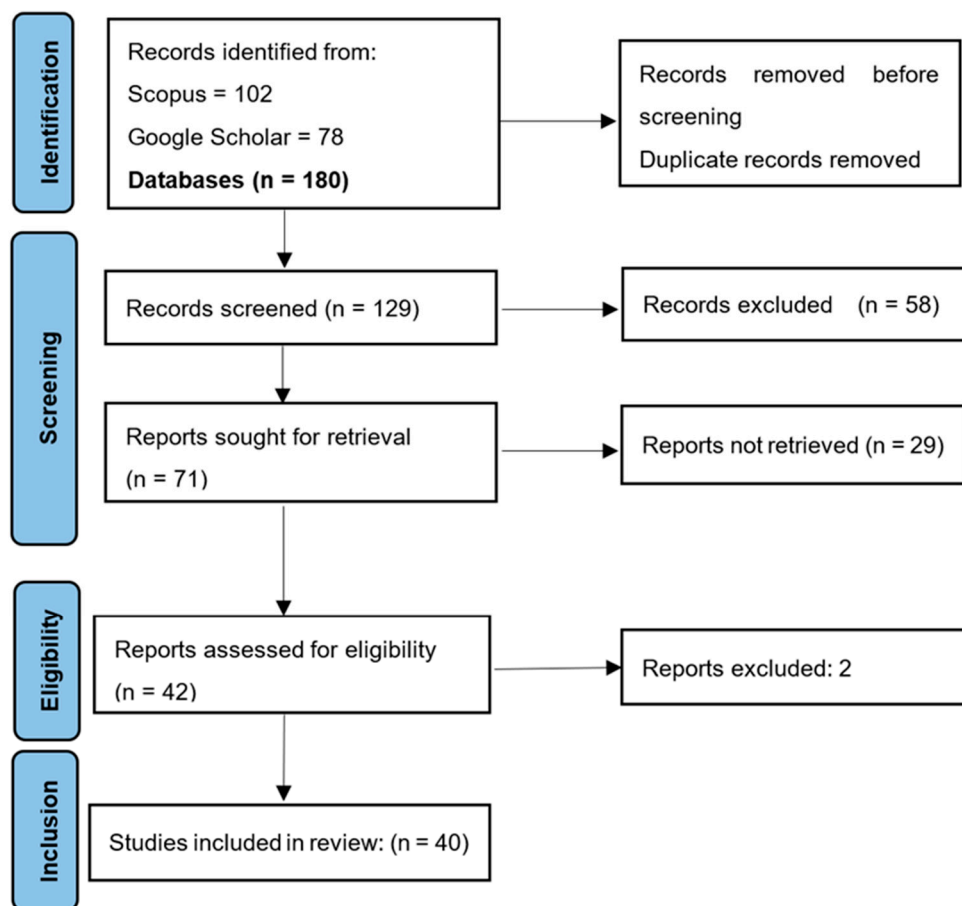 Identification
Records identified from:
Scopus = 102
Google Scholar = 78
Databases (n = 180)
Records removed before
screening
Duplicate records removed
Screening
Records screened (n = 129)
Records excluded (n = 58)
Reports sought for retrieval
(n = 71)
Reports not retrieved (n = 29)
Eligibility
Reports assessed for eligibility
(n = 42)
Reports excluded: 2
Inclusion
Studies included in review: (n = 40)